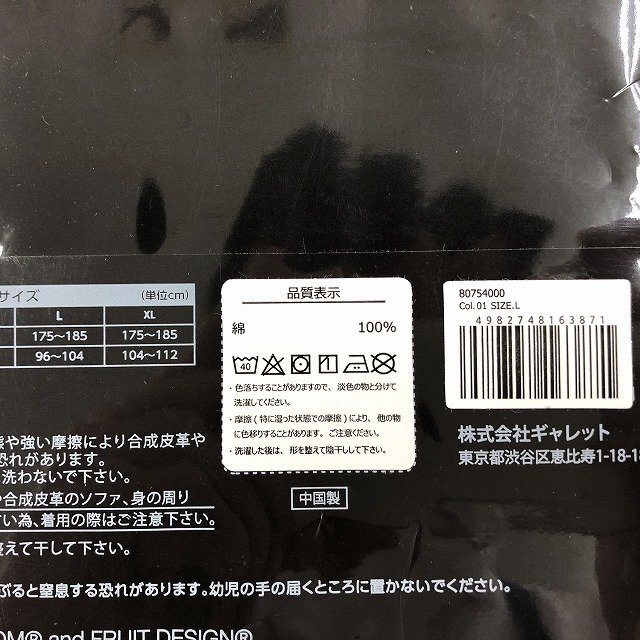 サイズ (単位cm)
L XL
175～185 175～185
96～104 104～112
品質表示
綿 100%
40
・色落ちすることがありますので、淡色の物と分けて
洗濯してください。
・摩擦(特に湿った状態での摩擦)により、他の物
に色移りすることがあります。ご注意ください。
・洗濯した後は、形を整えて陰干しして下さい。
中国製
80754000
Col.01 SIZE.L
4982748163871
株式会社ギャレット
東京都渋谷区恵比寿1-18-18
や強い摩擦により合成皮革や
恐れがあります。
洗わないで下さい。
合成皮革のソファ、身の周り
い為、着用の際はご注意下さい。
整えて干して下さい。
ぶると窒息する恐れがあります。幼児の手の届くところに置かないでください。
OM® and FRUIT DESIGN®